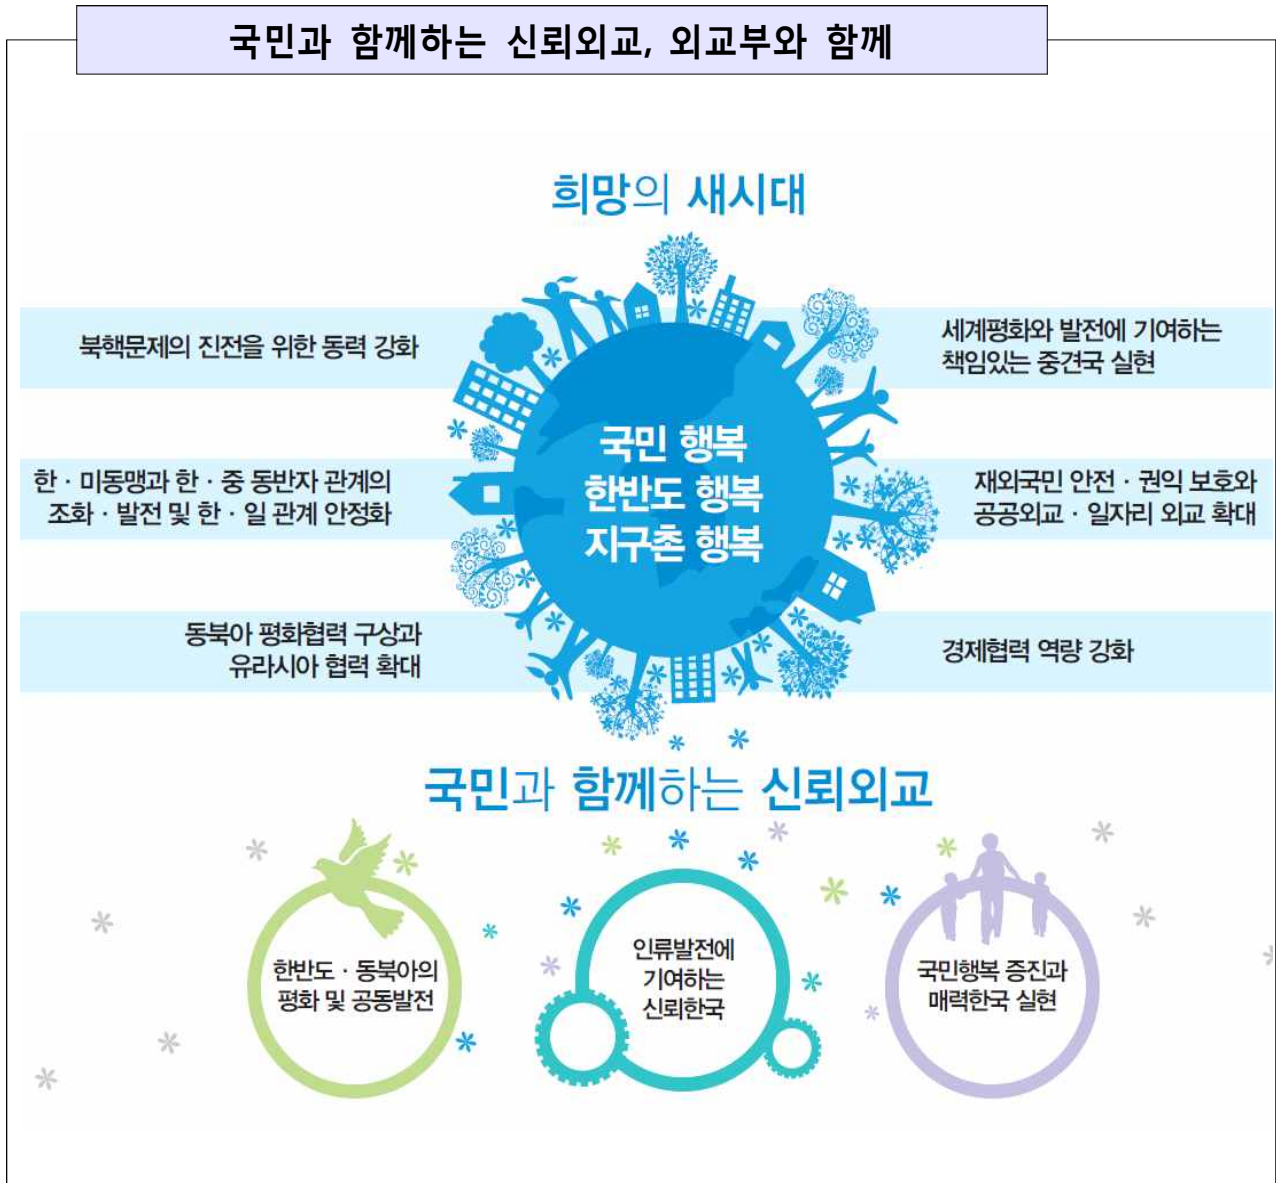 국민과 함께하는 신뢰외교, 외교부와 함께
희망의 새시대
북핵문제의 진전을 위한 동력 강화
한 · 미동맹과 한 · 중 동반자 관계의
조화 · 발전 및 한 · 일 관계 안정화
동북아 평화협력 구상과
유라시아 협력 확대
국민 행복
한반도 행복
지구촌 행복
세계평화와 발전에 기여하는
책임있는 중견국 실현
재외국민 안전 · 권익 보호와
공공외교 · 일자리 외교 확대
경제협력 역량 강화
국민과 함께하는 신뢰외교
한반도 · 동북아의
평화 및 공동발전
인류발전에
기여하는
신뢰한국
국민행복 증진과
매력한국 실현